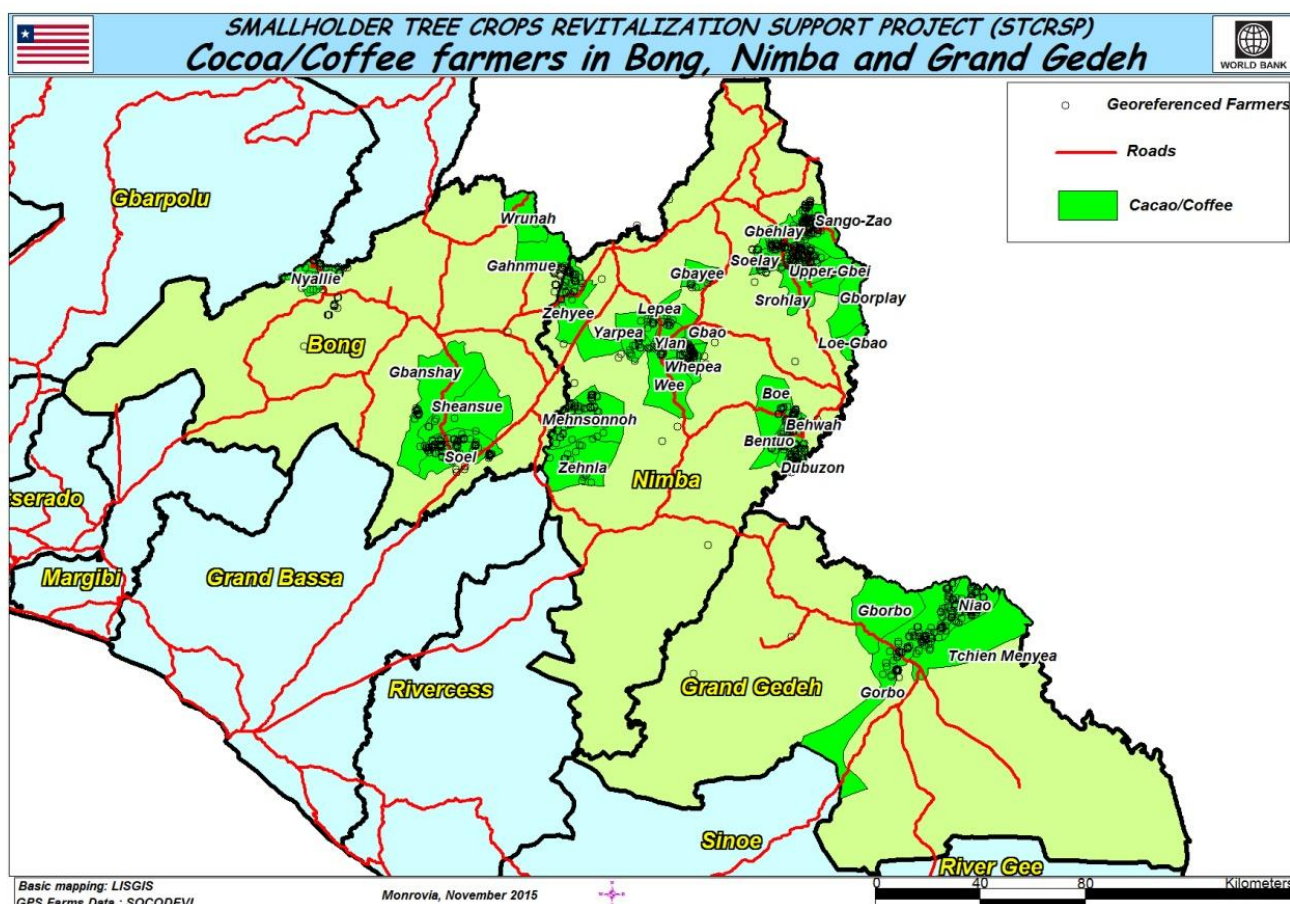 SMALLHOLDER TREE CROPS REVITALIZATION SUPPORT PROJECT (STCRSP)
Cocoa/Coffee farmers in Bong, Nimba and Grand Gedeh
WORLD BANK
Georeferenced Farmers
Roads
Cacao/Coffee
Gbarpolu
Wrunah
Sango-Zao
Gbehlay
Gahnmue
Soelay
Upper-Gbei
Nyallie
Gbayee
Srohlay
Gborplay
Zehyee
Lepea
Yarpea
Gbao
Bong
Ylan
Loe-Gbao
Whepea
Gbanshay
Wee
Boe
Sheansue
Mehnsonnoh
Behwah
Bentuo
Soel
Zehnla
Dubuzon
Nimba
serado
Margibi
Grand Bassa
Gborbo
Niao
Tchien Menyea
Rivercess
Grand Gedeh
Gorbo
Sinoe
River Gee
Basic mapping: LISGIS
GPS Farms Data : SOCODEVI
Monrovia, November 2015
0 40 80 Kilometers